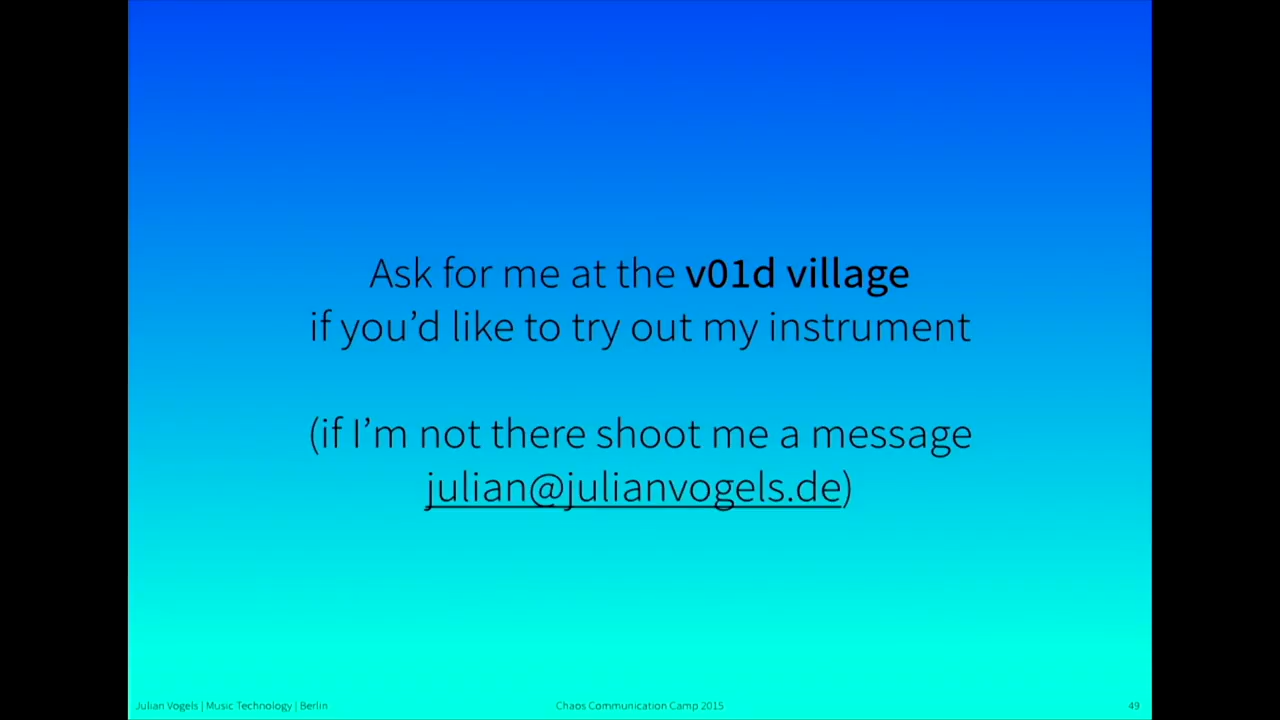 Ask for me at the v01d village
if you’d like to try out my instrument
(if I’m not there shoot me a message
julian@julianvogels.de)
Julian Vogels | Music Technology | Berlin
Chaos Communication Camp 2015
49